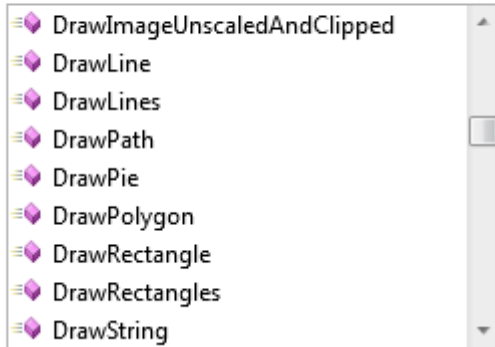 DrawImageUnscaledAndClipped
DrawLine
DrawLines
DrawPath
DrawPie
DrawPolygon
DrawRectangle
DrawRectangles
DrawString